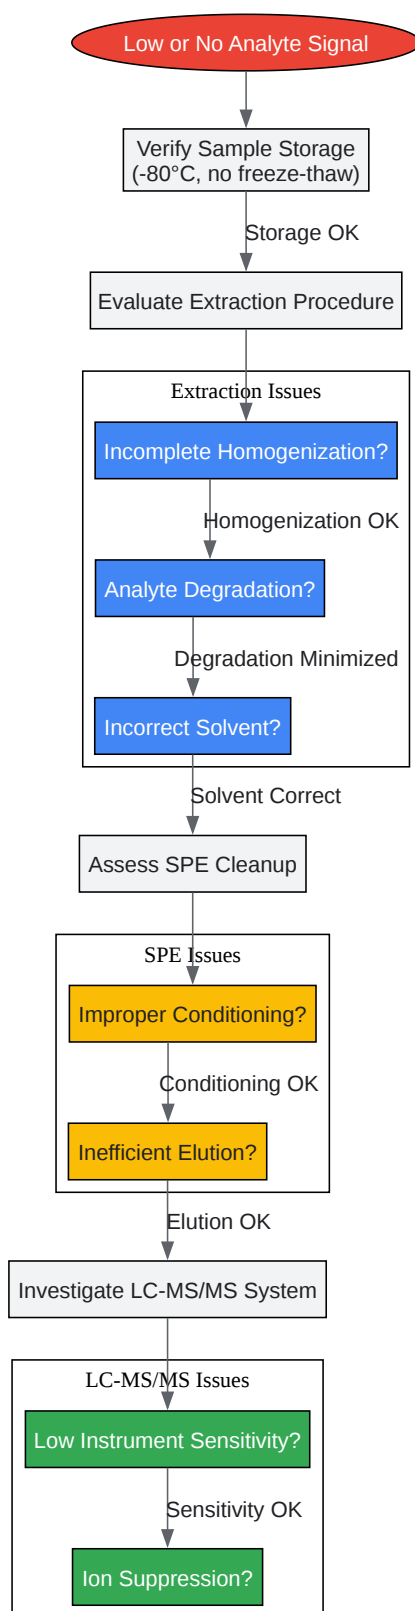 Low or No Analyte Signal
Verify Sample Storage
(-80°C, no freeze-thaw)
Storage OK
Evaluate Extraction Procedure
Extraction Issues
Incomplete Homogenization?
Homogenization OK
Analyte Degradation?
Degradation Minimized
Incorrect Solvent?
Solvent Correct
Assess SPE Cleanup
SPE Issues
Improper Conditioning?
Conditioning OK
Inefficient Elution?
Elution OK
Investigate LC-MS/MS System
LC-MS/MS Issues
Low Instrument Sensitivity?
Sensitivity OK
Ion Suppression?